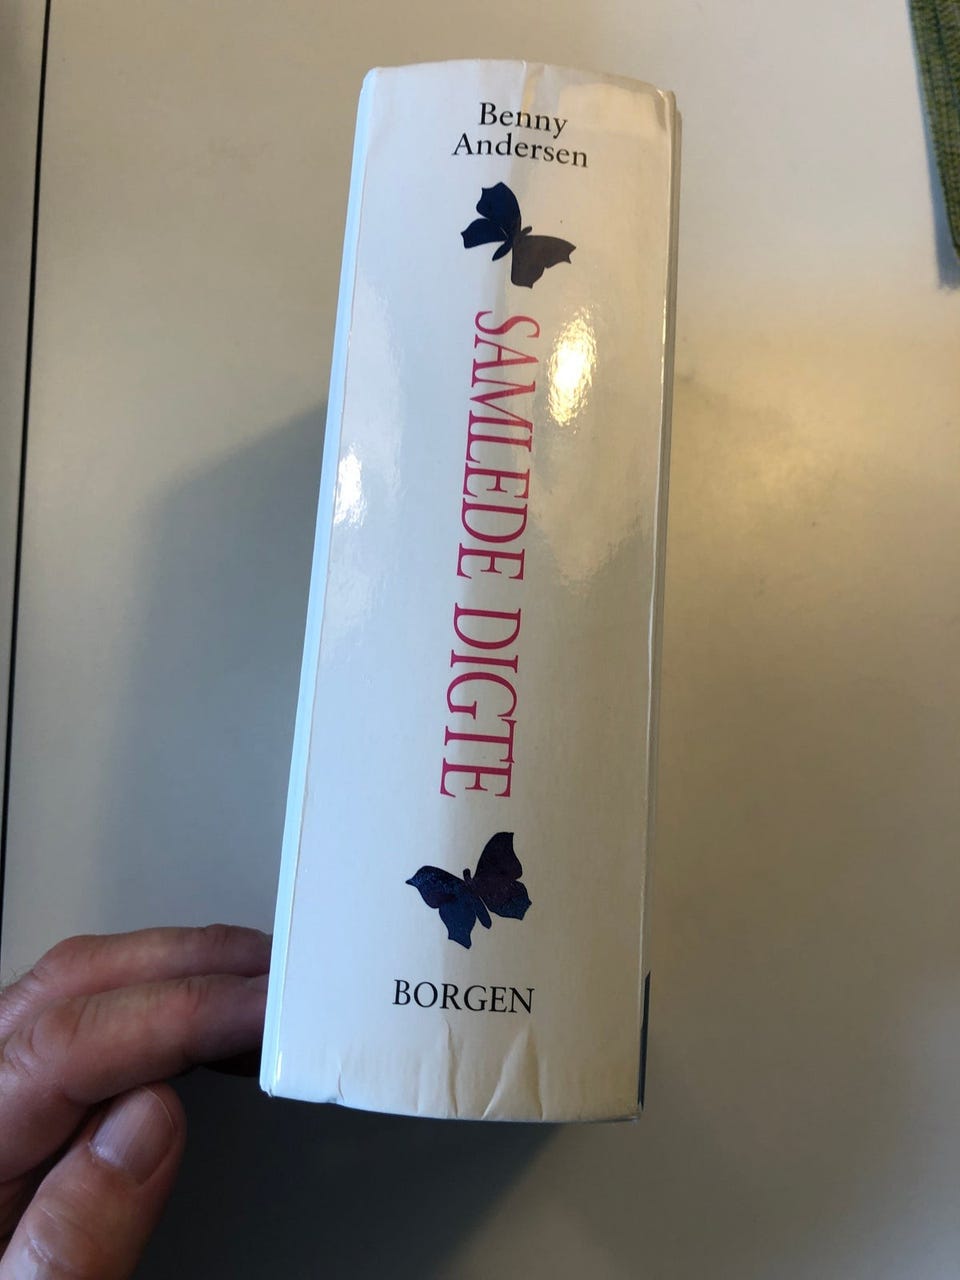 Benny
Andersen
SAMLEDE DIGTE
BORGEN